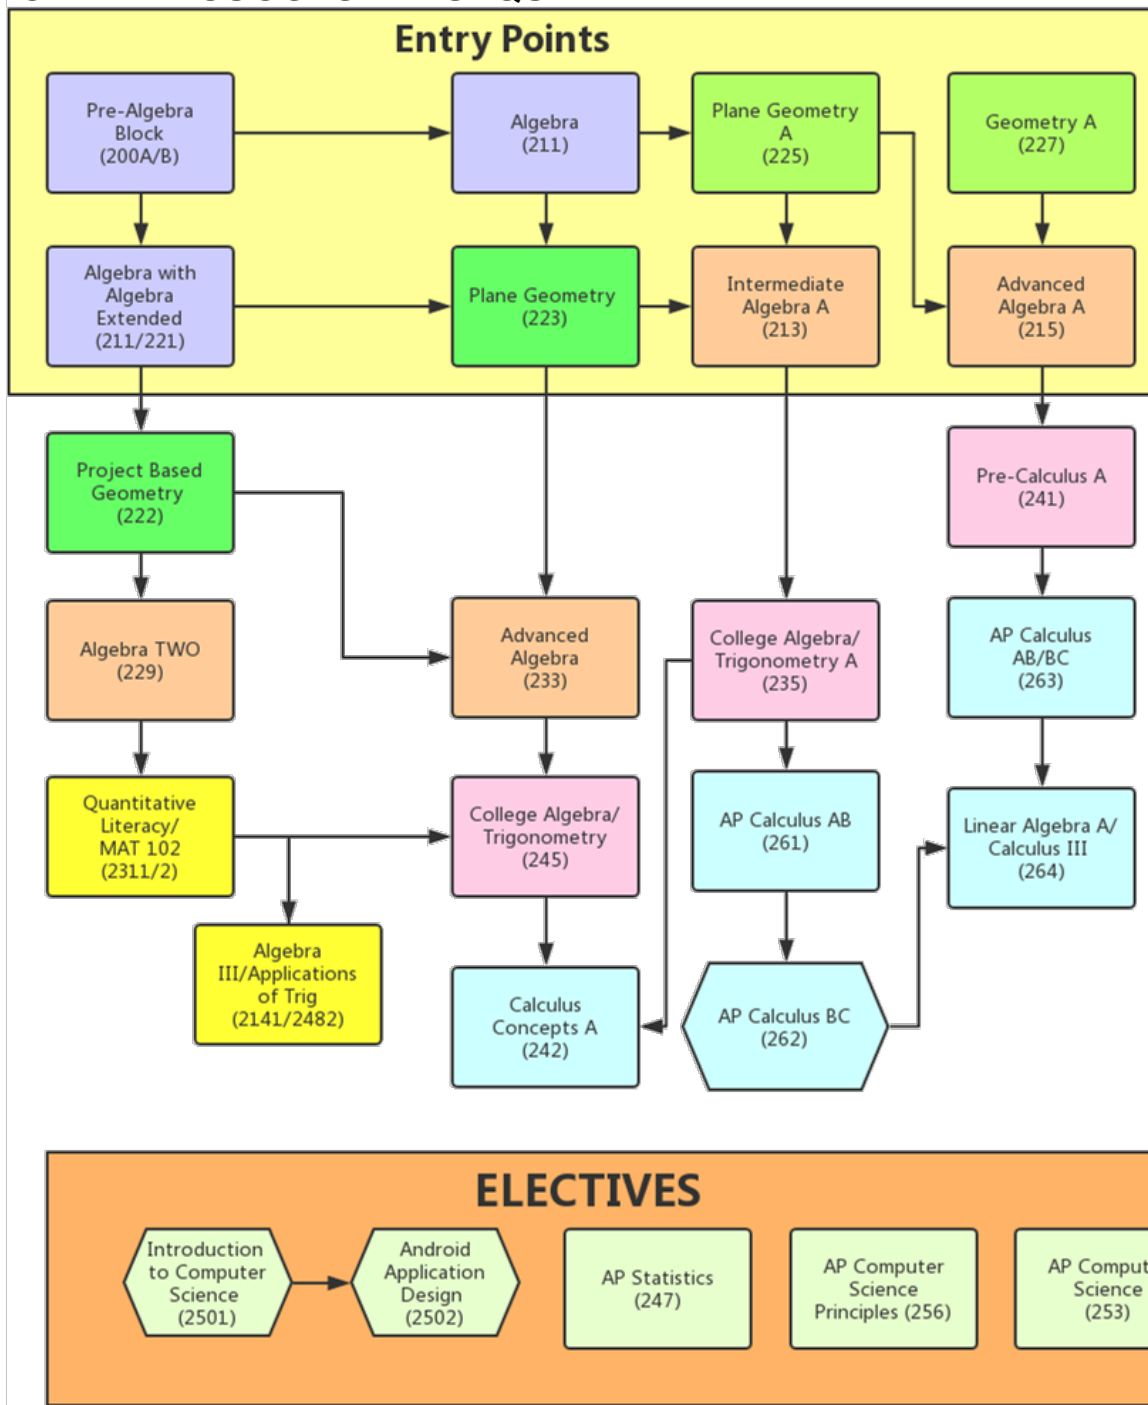 Entry Points
Pre-Algebra
Block
(200A/B)
Algebra
(211)
Plane Geometry
A
(225)
Geometry A
(227)
Algebra with
Algebra
Extended
(211/221)
Plane Geometry
(223)
Intermediate
Algebra A
(213)
Advanced
Algebra A
(215)
Project Based
Geometry
(222)
Pre-Calculus A
(241)
Algebra TWO
(229)
Advanced
Algebra
(233)
College Algebra/
Trigonometry A
(235)
AP Calculus
AB/BC
(263)
Quantitative
Literacy/
MAT 102
(2311/2)
College Algebra/
Trigonometry
(245)
AP Calculus AB
(261)
Linear Algebra A/
Calculus III
(264)
Algebra
III/Applications
of Trig
(2141/2482)
Calculus
Concepts A
(242)
AP Calculus BC
(262)
ELECTIVES
Introduction
to Computer
Science
(2501)
Android
Application
Design
(2502)
AP Statistics
(247)
AP Computer
Science
Principles (256)
AP Comput
Science
(253)